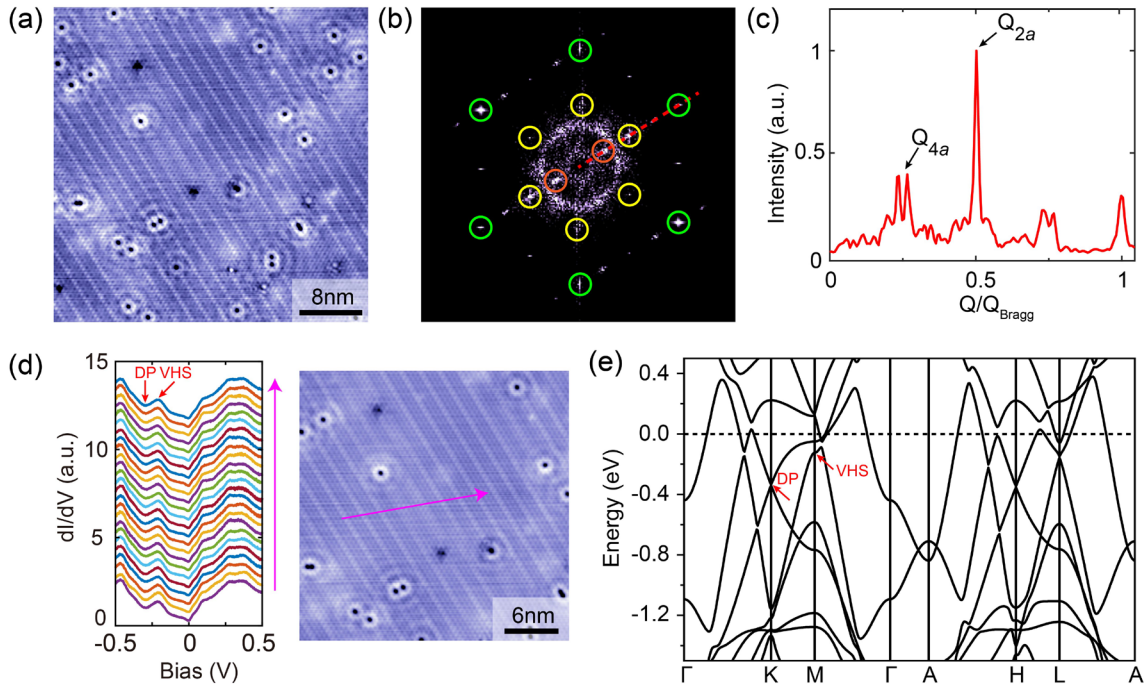 (a)
8nm
(b)
(c)
Q2a
Q4a
Intensity (a.u.)
1
0.5
0
0 0.5 1
Q/QBragg
(d)
DP VHS
dI/dV (a.u.)
15
10
5
0
-0.5 0 0.5
Bias (V)
6nm
(e)
Energy (eV)
0.4
0.0
-0.4
-0.8
-1.2
DP
VHS
Γ K M Γ A H L A